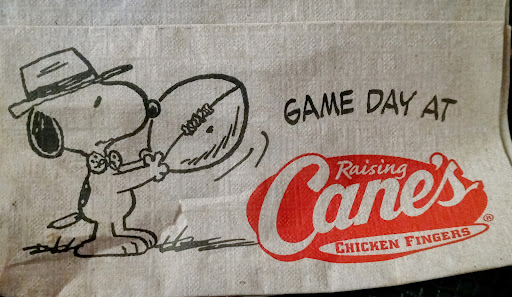 GAME DAY AT
Raising
Cane's
®
CHICKEN FINGERS